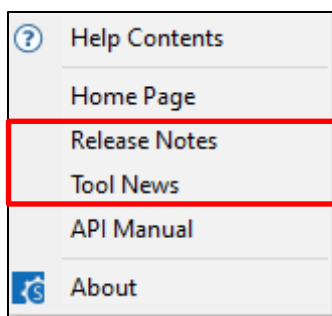 Help Contents
Home Page
Release Notes
Tool News
API Manual
About